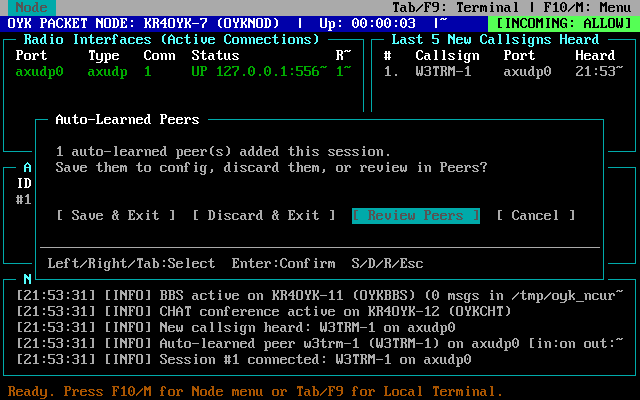 Node Tab/F9: Terminal | F10/M: Menu
OYK PACKET NODE: KR4OYK-7 (OYKNOD) | Up: 00:00:03 |~ [INCOMING: ALLOW]
Radio Interfaces (Active Connections) Last 5 New Callsigns Heard
Port Type Conn Status R~ # Callsign Port Heard
axudp0 axudp 1 UP 127.0.0.1:556~ 1~ 1. W3TRM-1 axudp0 21:53~
Auto-Learned Peers
1 auto-learned peer(s) added this session.
Save them to config, discard them, or review in Peers?
A
ID
#1
[ Save & Exit ] [ Discard & Exit ] [ Review Peers ] [ Cancel ]
Left/Right/Tab:Select Enter:Confirm S/D/R/Esc
N
[21:53:31] [INFO] BBS active on KR4OYK-11 (OYKBBS) (0 msgs in /tmp/oyk_ncur~
[21:53:31] [INFO] CHAT conference active on KR4OYK-12 (OYKCHT)
[21:53:31] [INFO] New callsign heard: W3TRM-1 on axudp0
[21:53:31] [INFO] Auto-learned peer w3trm-1 (W3TRM-1) on axudp0 [in:on out:~
[21:53:31] [INFO] Session #1 connected: W3TRM-1 on axudp0
Ready. Press F10/M for Node menu or Tab/F9 for Local Terminal.